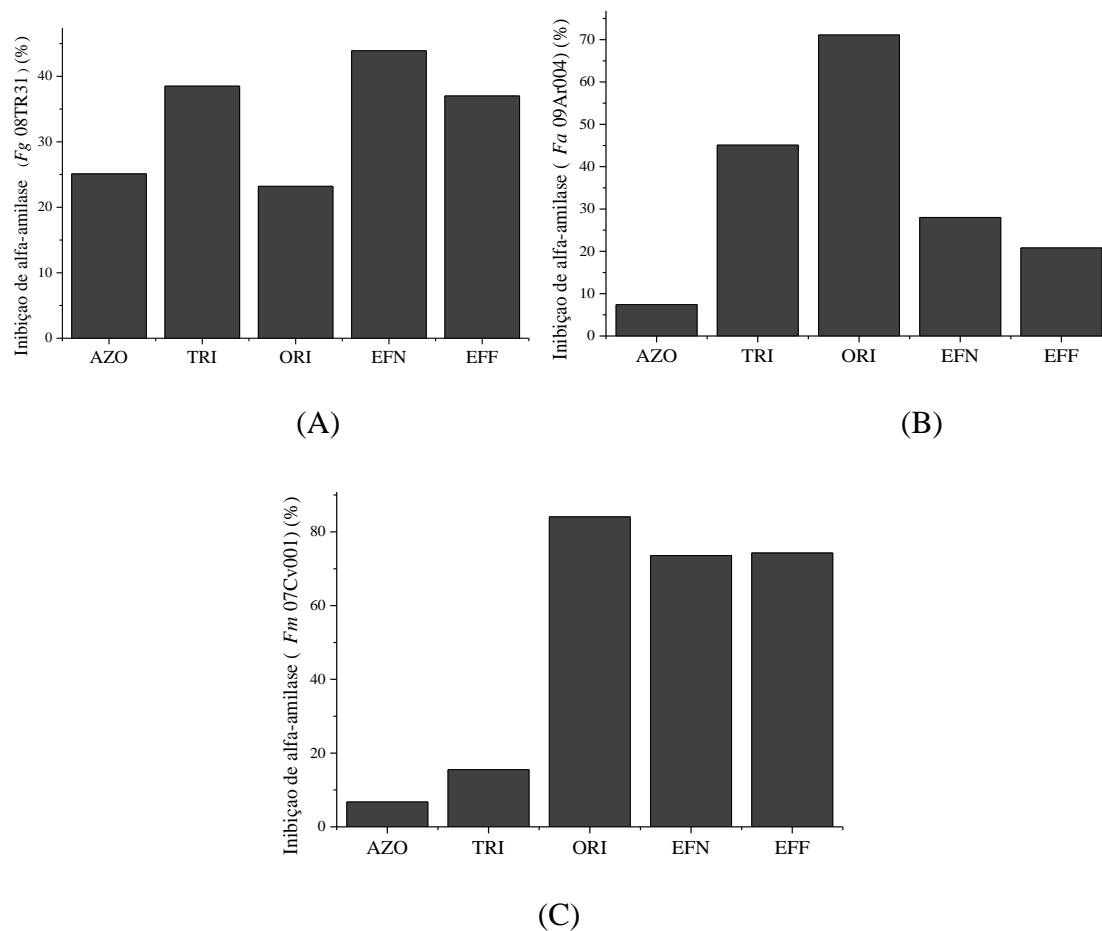 Inibiçao de alfa-amilase (Fg 08TR31) (%)
40
30
20
10
0
AZO TRI ORI EFN EFF
(A)
Inibiçao de alfa-amilase ( Fa 09Ar004) (%)
70
60
50
40
30
20
10
0
AZO TRI ORI EFN EFF
(B)
Inibiçao de alfa-amilase ( Fm 07Cv001) (%)
80
60
40
20
0
AZO TRI ORI EFN EFF
(C)